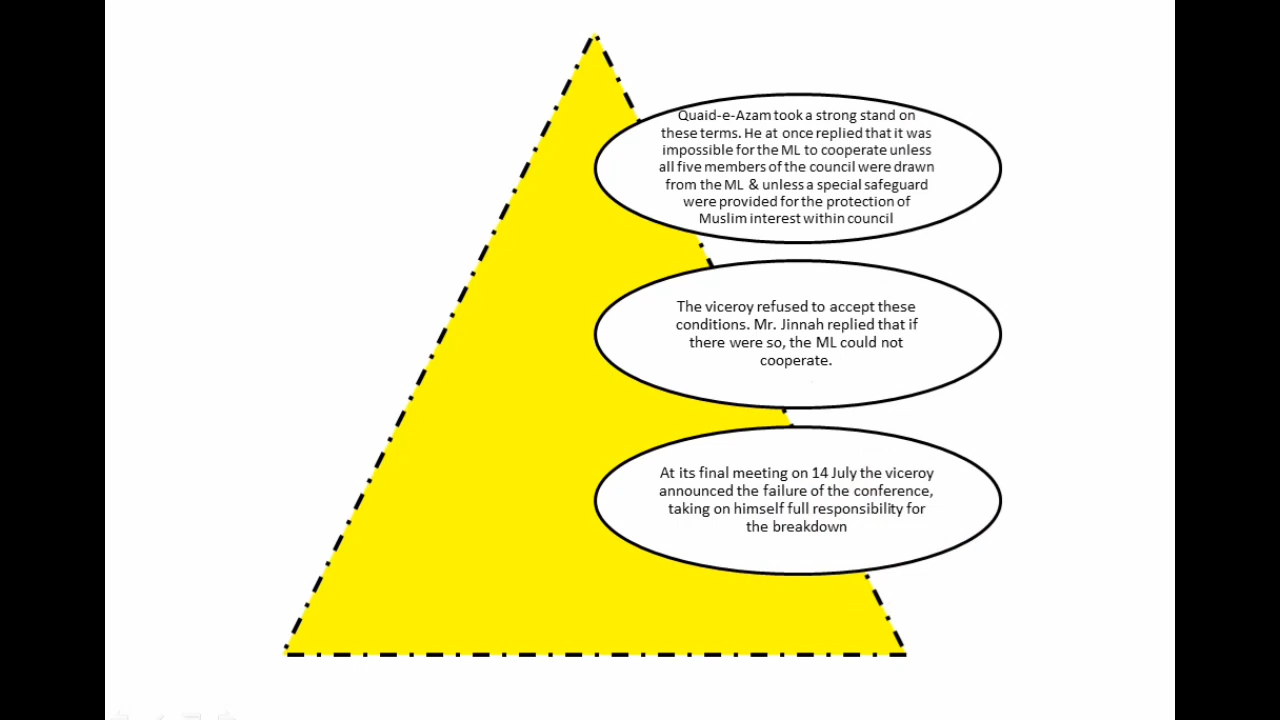 Quaid-e-Azam took a strong stand on
these terms. He at once replied that it was
impossible for the ML to cooperate unless
all five members of the council were drawn
from the ML & unless a special safeguard
were provided for the protection of
Muslim interest within council
The viceroy refused to accept these
conditions. Mr. Jinnah replied that if
there were so, the ML could not
cooperate.
At its final meeting on 14 July the viceroy
announced the failure of the conference,
taking on himself full responsibility for
the breakdown